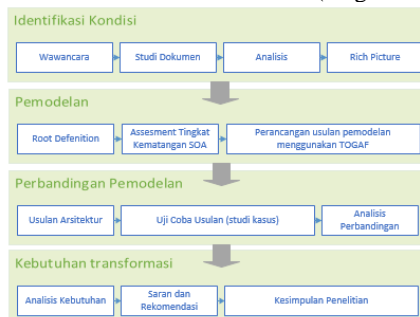 Identifikasi Kondisi
Wawancara
Studi Dokumen
Analisis
Rich Picture
Pemodelan
Root Defenition
Assesment Tingkat
Kematangan SOA
Perancangan usulan pemodelan
menggunakan TOGAF
Perbandingan Pemodelan
Usulan Arsitektur
Uji Coba Usulan (studi kasus)
Analisis
Perbandingan
Kebutuhan transformasi
Analisis Kebutuhan
Saran dan
Rekomendasi
Kesimpulan Penelitian